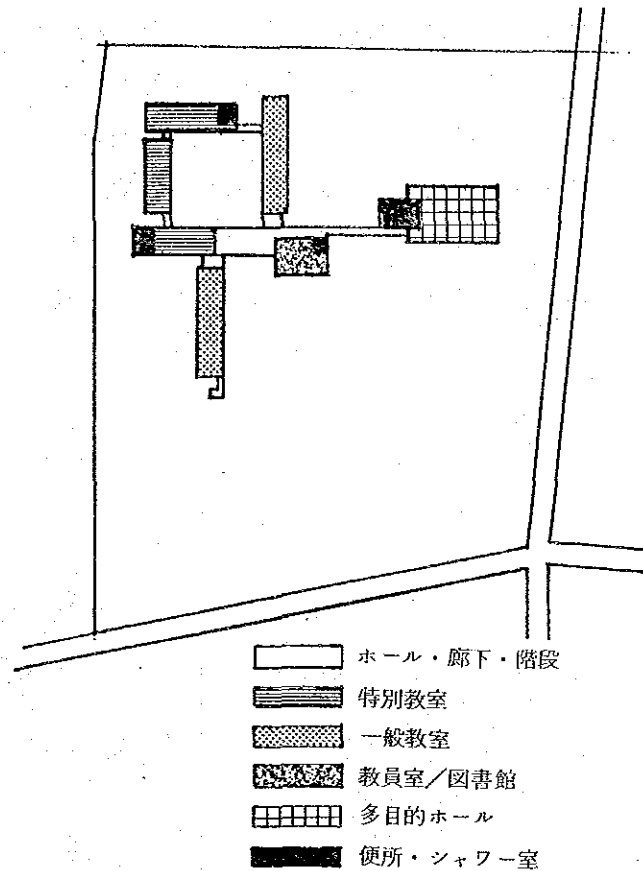 ホール・廊下・階段
特別教室
一般教室
教員室/図書館
多目的ホール
便所・シャワー室